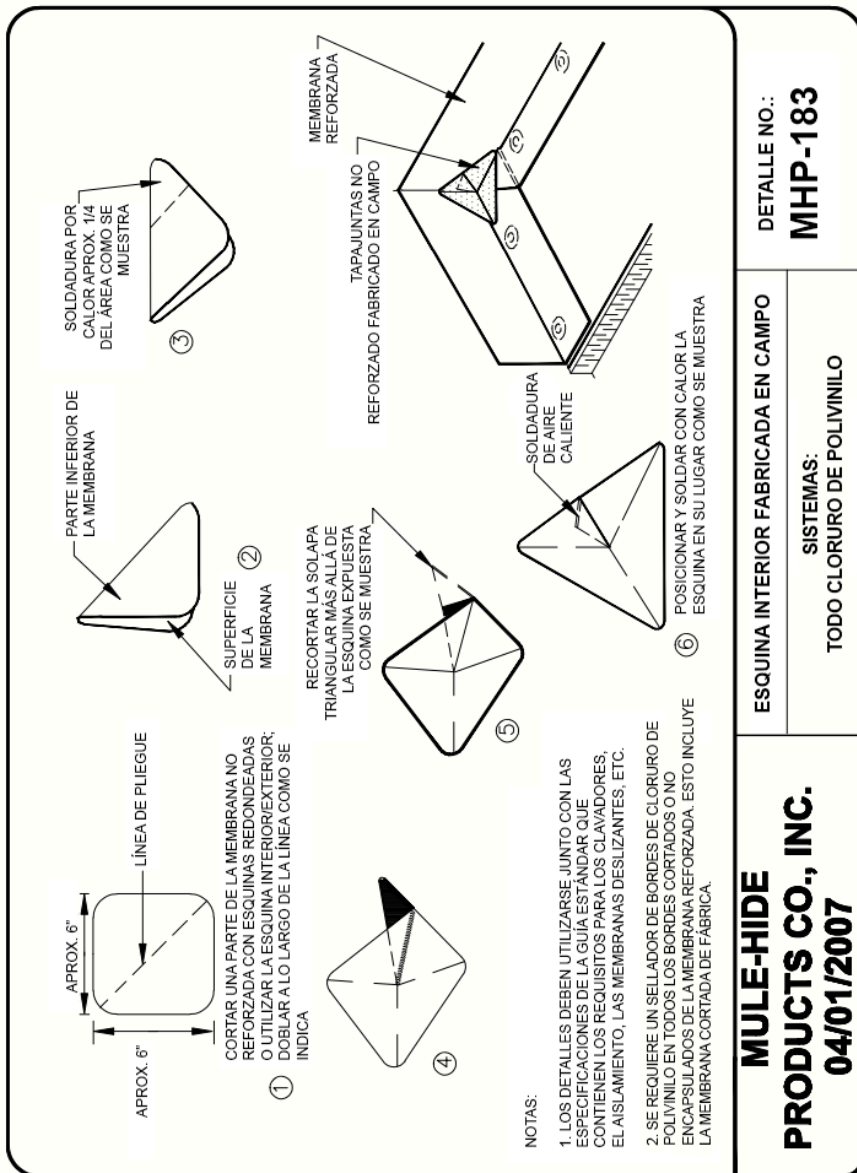 APROX. 6"
APROX. 6"
LÍNEA DE PLIEGUE
1
CORTAR UNA PARTE DE LA MEMBRANA NO
REFORZADA CON ESQUINAS REDONDEADAS
O UTILIZAR LA ESQUINA INTERIOR/EXTERIOR;
DOBLAR A LO LARGO DE LA LÍNEA COMO SE
INDICA
PARTE INFERIOR DE
LA MEMBRANA
SUPERFICIE
DE LA
MEMBRANA
2
SOLDADURA POR
CALOR APROX. 1/4
DEL ÁREA COMO SE
MUESTRA
3
4
RECORTAR LA SOLAPA
TRIANGULAR MÁS ALLÁ DE
LA ESQUINA EXPUESTA
COMO SE MUESTRA
5
TAPAJUNTAS NO
REFORZADO FABRICADO EN CAMPO
MEMBRANA
REFORZADA
SOLDADURA
DE AIRE
CALIENTE
6
POSICIONAR Y SOLDAR CON CALOR LA
ESQUINA EN SU LUGAR COMO SE MUESTRA
NOTAS:
1. LOS DETALLES DEBEN UTILIZARSE JUNTO CON LAS
ESPECIFICACIONES DE LA GUÍA ESTÁNDAR QUE
CONTIENEN LOS REQUISITOS PARA LOS CLAVADORES,
EL AISLAMIENTO, LAS MEMBRANAS DESLIZANTES, ETC.
2. SE REQUIERE UN SELLADOR DE BORDES DE CLORURO DE
POLIVINILO EN TODOS LOS BORDES CORTADOS O NO
ENCAPSULADOS DE LA MEMBRANA REFORZADA. ESTO INCLUYE
LA MEMBRANA CORTADA DE FÁBRICA.
MULE-HIDE
PRODUCTS CO., INC.
04/01/2007
ESQUINA INTERIOR FABRICADA EN CAMPO
SISTEMAS:
TODO CLORURO DE POLIVINILO
DETALLE NO.:
MHP-183